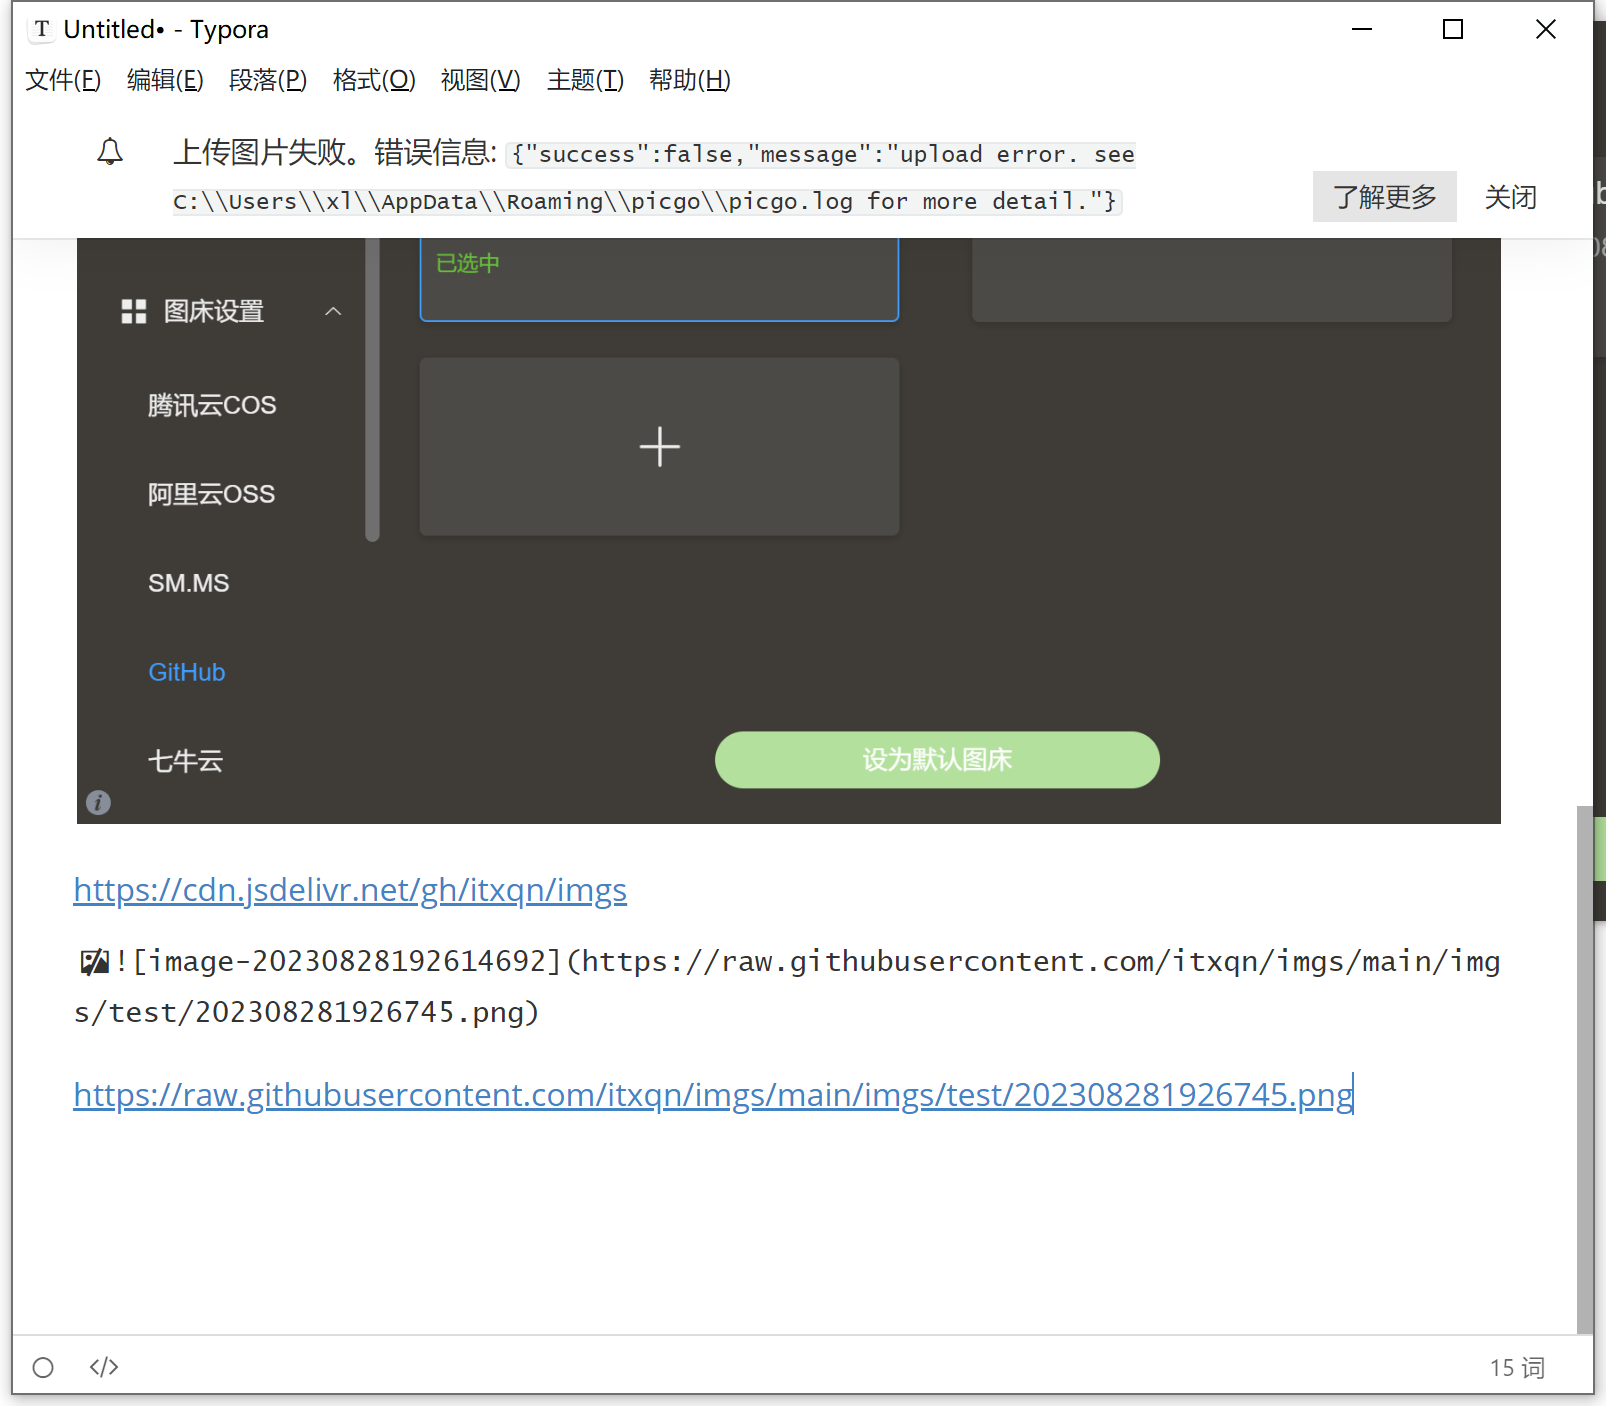 Untitled• - Typora
文件(F) 编辑(E) 段落(P) 格式(O) 视图(V) 主题(T) 帮助(H)
上传图片失败。错误信息: {"success":false,"message":"upload error. see
C:\\Users\\xl\\AppData\\Roaming\\picgo\\picgo.log for more detail."}
了解更多 关闭
已选中
图床设置
腾讯云COS
阿里云OSS
SM.MS
GitHub
七牛云
设为默认图床
https://cdn.jsdelivr.net/gh/itxqn/imgs
![image-20230828192614692](https://raw.githubusercontent.com/itxqn/imgs/main/img
s/test/202308281926745.png)
https://raw.githubusercontent.com/itxqn/imgs/main/imgs/test/202308281926745.png
</> 15 词